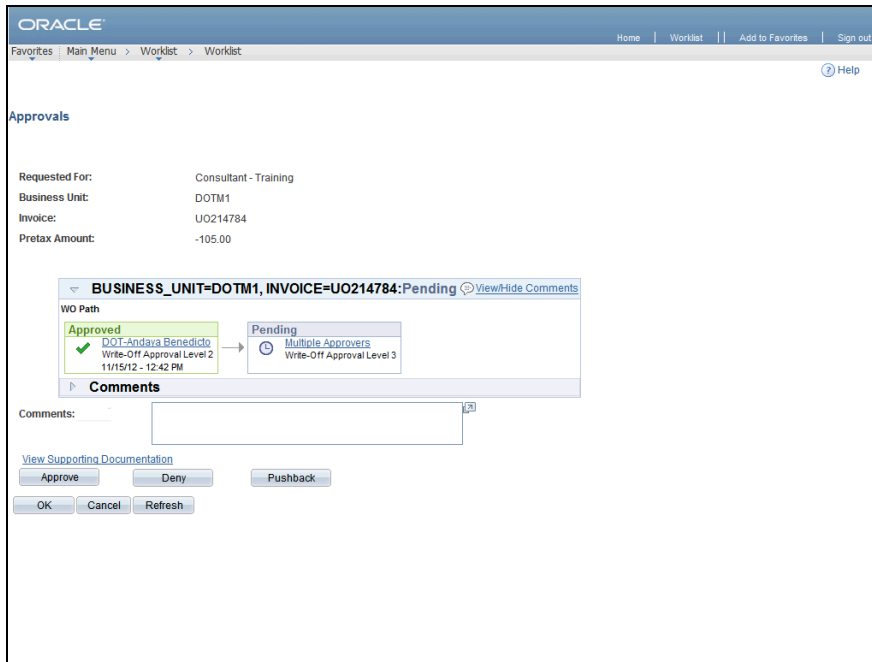 ORACLE
Home | Worklist || Add to Favorites | Sign out
Favorites | Main Menu > Worklist > Worklist
? Help
Approvals
Requested For: Consultant - Training
Business Unit: DOTM1
Invoice: UO214784
Pretax Amount: -105.00
BUSINESS_UNIT=DOTM1, INVOICE=UO214784:Pending View/Hide Comments
WO Path
Approved
DOT-Andaya Benedicto
Write-Off Approval Level 2
11/15/12 - 12:42 PM
Pending
Multiple Approvers
Write-Off Approval Level 3
Comments
Comments:
View Supporting Documentation
Approve Deny Pushback
OK Cancel Refresh